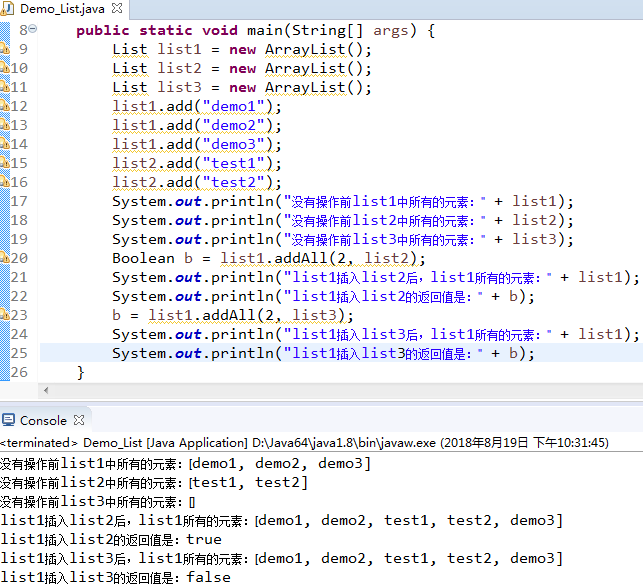 Demo_List.java
8 public static void main(String[] args) {
9 List list1 = new ArrayList();
10 List list2 = new ArrayList();
11 List list3 = new ArrayList();
12 list1.add("demo1");
13 list1.add("demo2");
14 list1.add("demo3");
15 list2.add("test1");
16 list2.add("test2");
17 System.out.println("没有操作前list1中所有的元素：" + list1);
18 System.out.println("没有操作前list2中所有的元素：" + list2);
19 System.out.println("没有操作前list3中所有的元素：" + list3);
20 Boolean b = list1.addAll(2, list2);
21 System.out.println("list1插入list2后，list1所有的元素：" + list1);
22 System.out.println("list1插入list2的返回值是：" + b);
23 b = list1.addAll(2, list3);
24 System.out.println("list1插入list3后，list1所有的元素：" + list1);
25 System.out.println("list1插入list3的返回值是：" + b);
26 }
Console
<terminated> Demo_List [Java Application] D:\Java64\java1.8\bin\javaw.exe (2018年8月19日 下午10:31:45)
没有操作前list1中所有的元素：[demo1, demo2, demo3]
没有操作前list2中所有的元素：[test1, test2]
没有操作前list3中所有的元素：[]
list1插入list2后，list1所有的元素：[demo1, demo2, test1, test2, demo3]
list1插入list2的返回值是：true
list1插入list3后，list1所有的元素：[demo1, demo2, test1, test2, demo3]
list1插入list3的返回值是：false